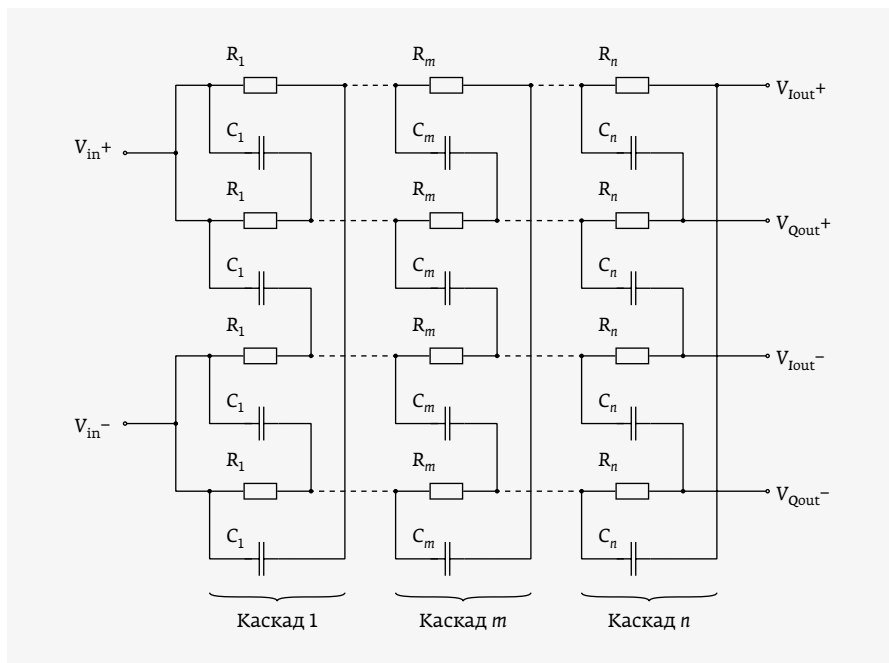 R1 Rm Rn
VIout+
C1 Cm Cn
Vin+
R1 Rm Rn
VQout+
C1 Cm Cn
R1 Rm Rn
VIout−
C1 Cm Cn
Vin−
R1 Rm Rn
VQout−
C1 Cm Cn
Каскад 1 Каскад m Каскад n